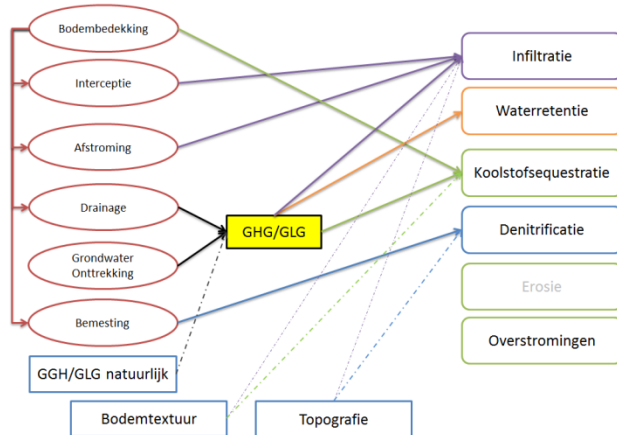 Bodembedekking
Interceptie
Afstroming
Drainage
Grondwater
Onttrekking
Bemesting
GHG/GLG
GGH/GLG natuurlijk
Bodemtextuur
Topografie
Infiltratie
Waterretentie
Koolstofsequestratie
Denitrificatie
Erosie
Overstromingen